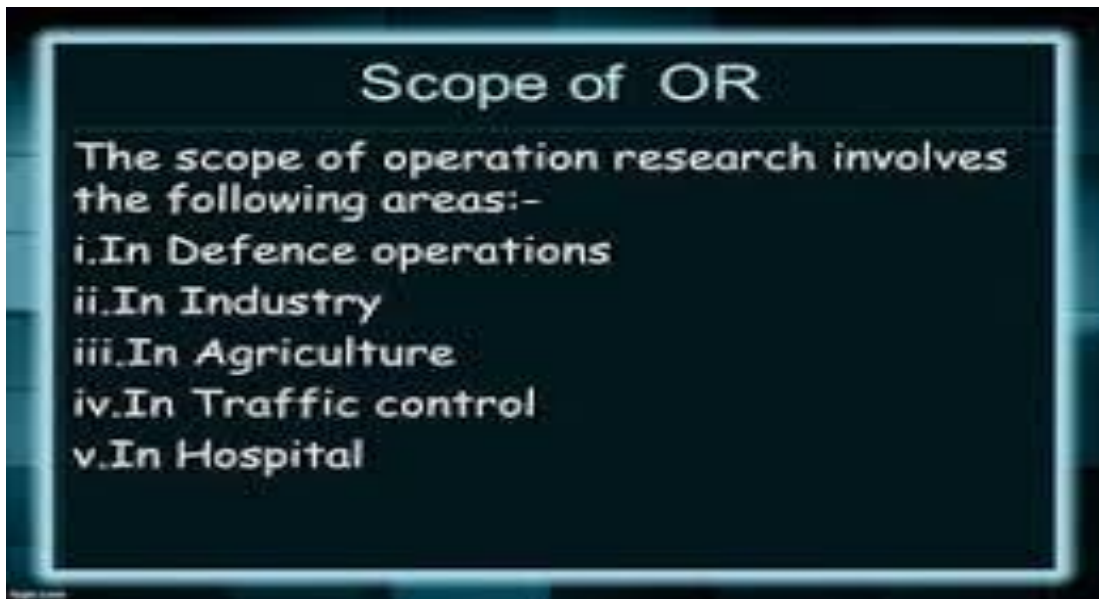 Scope of OR
The scope of operation research involves
the following areas:-
i.In Defence operations
ii.In Industry
iii.In Agriculture
iv.In Traffic control
v.In Hospital